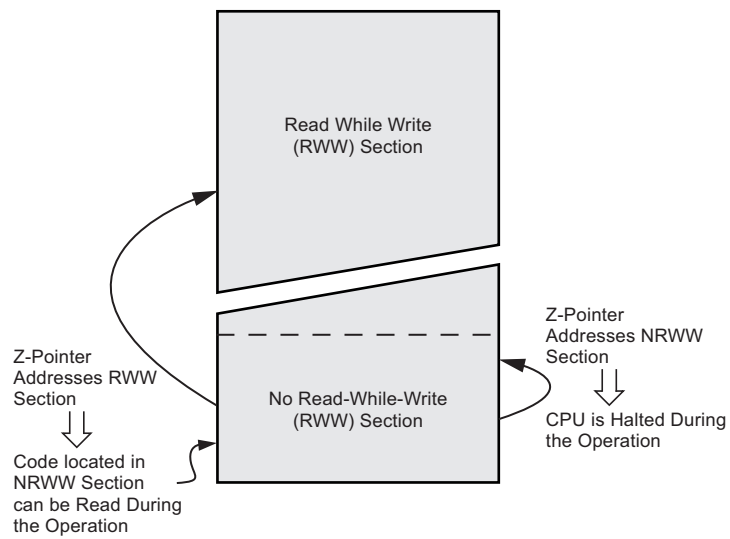 Read While Write
(RWW) Section
Z-Pointer
Addresses RWW
Section
Code located in
NRWW Section
can be Read During
the Operation
No Read-While-Write
(RWW) Section
Z-Pointer
Addresses NRWW
Section
CPU is Halted During
the Operation